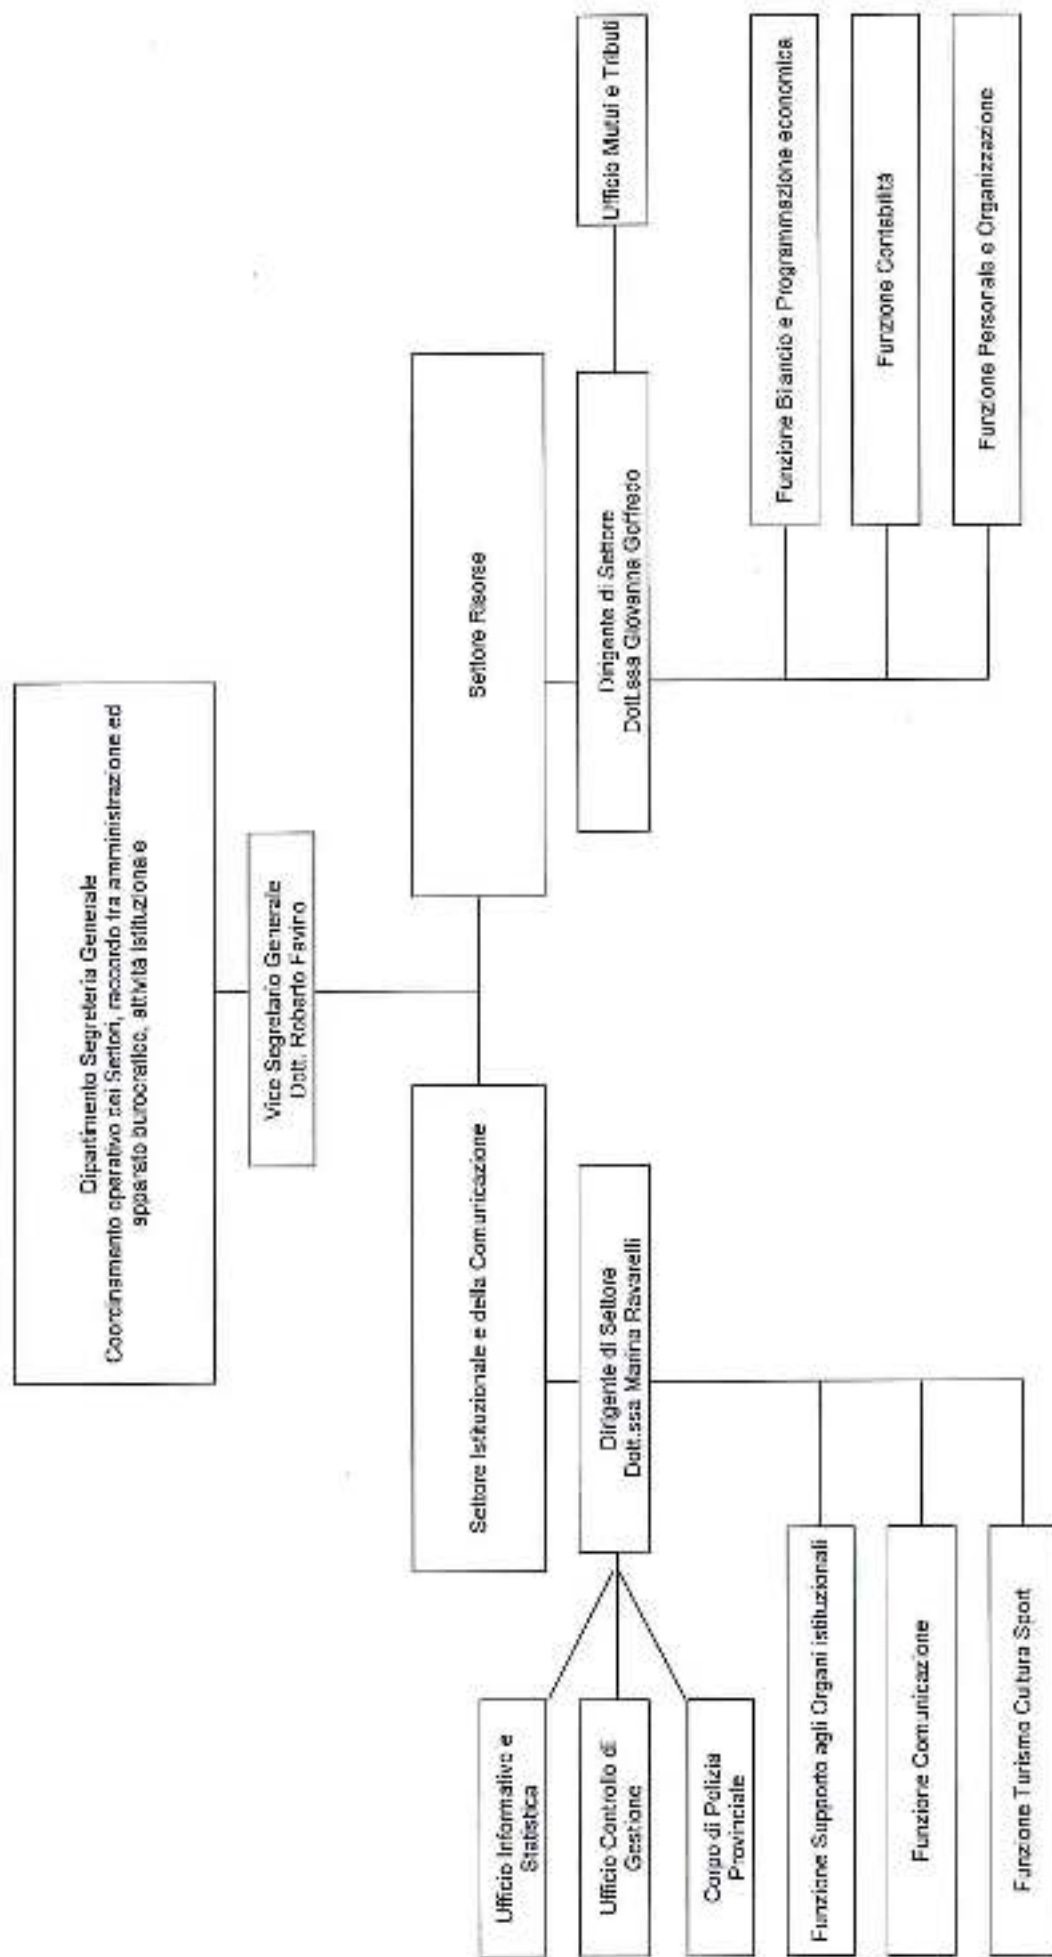 Dipartimento Segreteria Generale
Coordinamento operativo dei Settori, raccordo tra amministrazione ed
apparato burocratico, attività istituzionale
Vice Segretario Generale
Dott. Roberto Favino
Settore Istituzionale e della Comunicazione
Settore Risorse
Dirigente di Settore
Dott.ssa Marina Ravarelli
Dirigente di Settore
Dott.ssa Giovanna Goffredo
Ufficio Mutui e Tributi
Ufficio Informativo e
Statistica
Ufficio Controllo di
Gestione
Corpo di Polizia
Provinciale
Funzione Supporto agli Organi istituzionali
Funzione Comunicazione
Funzione Turismo Cultura Sport
Funzione Bilancio e Programmazione economica
Funzione Contabilità
Funzione Personale e Organizzazione